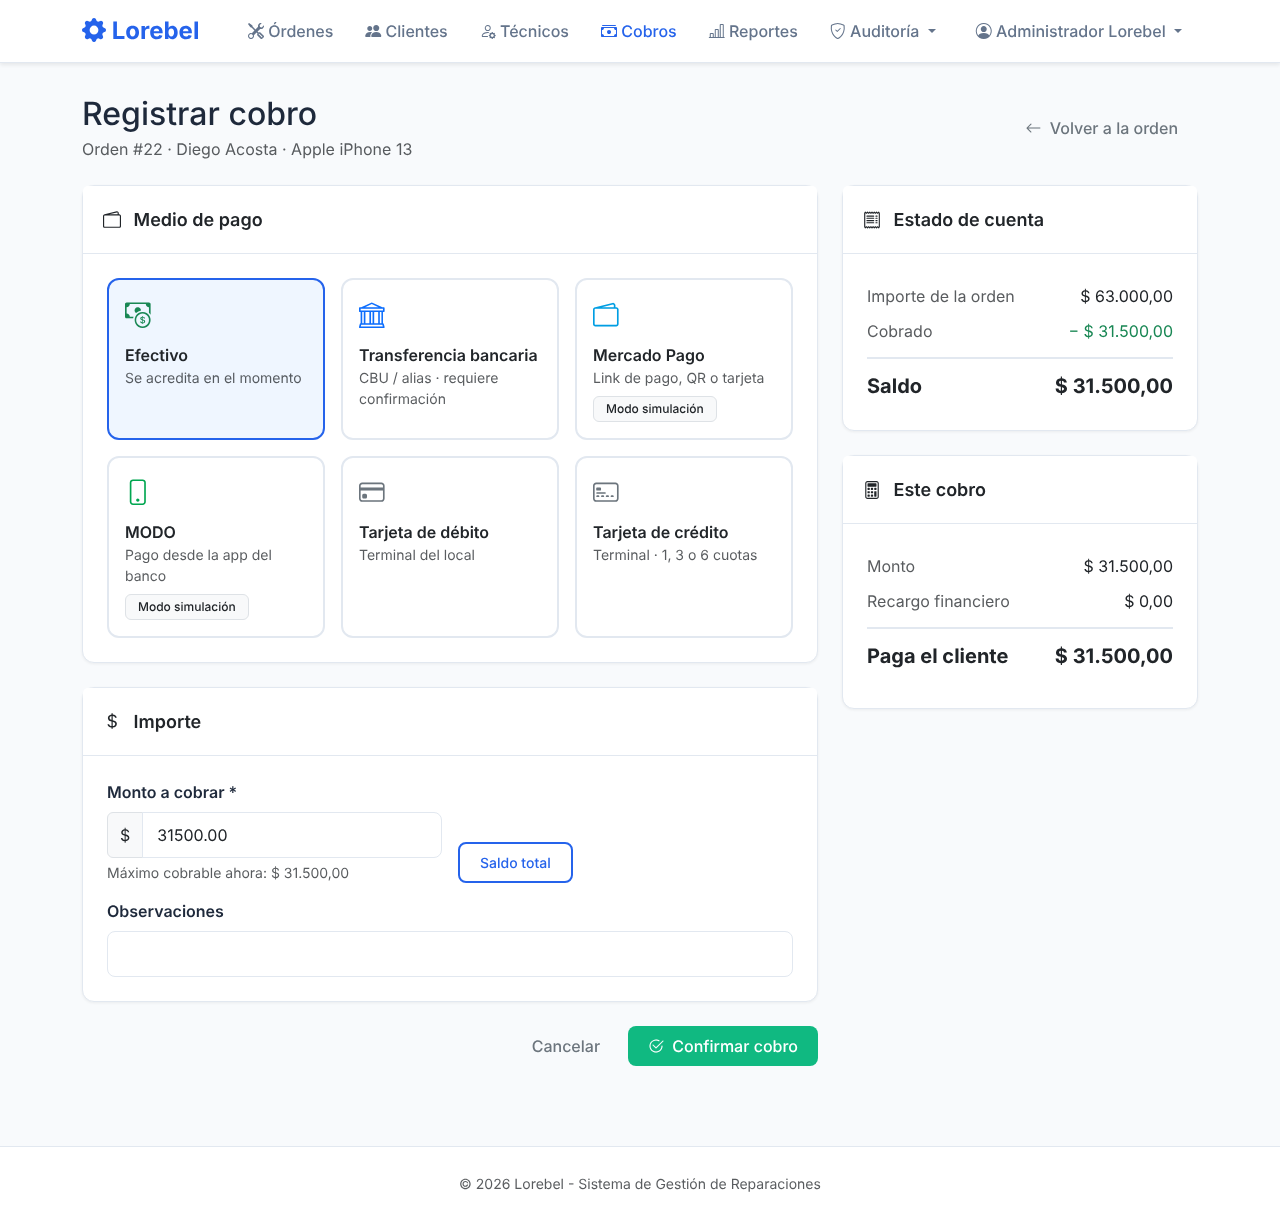 Lorebel
Órdenes
Clientes
Técnicos
Cobros
Reportes
Auditoría
Administrador Lorebel
Registrar cobro
Orden #22 · Diego Acosta · Apple iPhone 13
Volver a la orden
Medio de pago
Efectivo
Se acredita en el momento
Transferencia bancaria
CBU / alias · requiere
confirmación
Mercado Pago
Link de pago, QR o tarjeta
Modo simulación
MODO
Pago desde la app del
banco
Modo simulación
Tarjeta de débito
Terminal del local
Tarjeta de crédito
Terminal · 1, 3 o 6 cuotas
Importe
Monto a cobrar *
$ 31500.00
Máximo cobrable ahora: $ 31.500,00
Saldo total
Observaciones
Cancelar
Confirmar cobro
Estado de cuenta
Importe de la orden $ 63.000,00
Cobrado − $ 31.500,00
Saldo $ 31.500,00
Este cobro
Monto $ 31.500,00
Recargo financiero $ 0,00
Paga el cliente $ 31.500,00
© 2026 Lorebel - Sistema de Gestión de Reparaciones